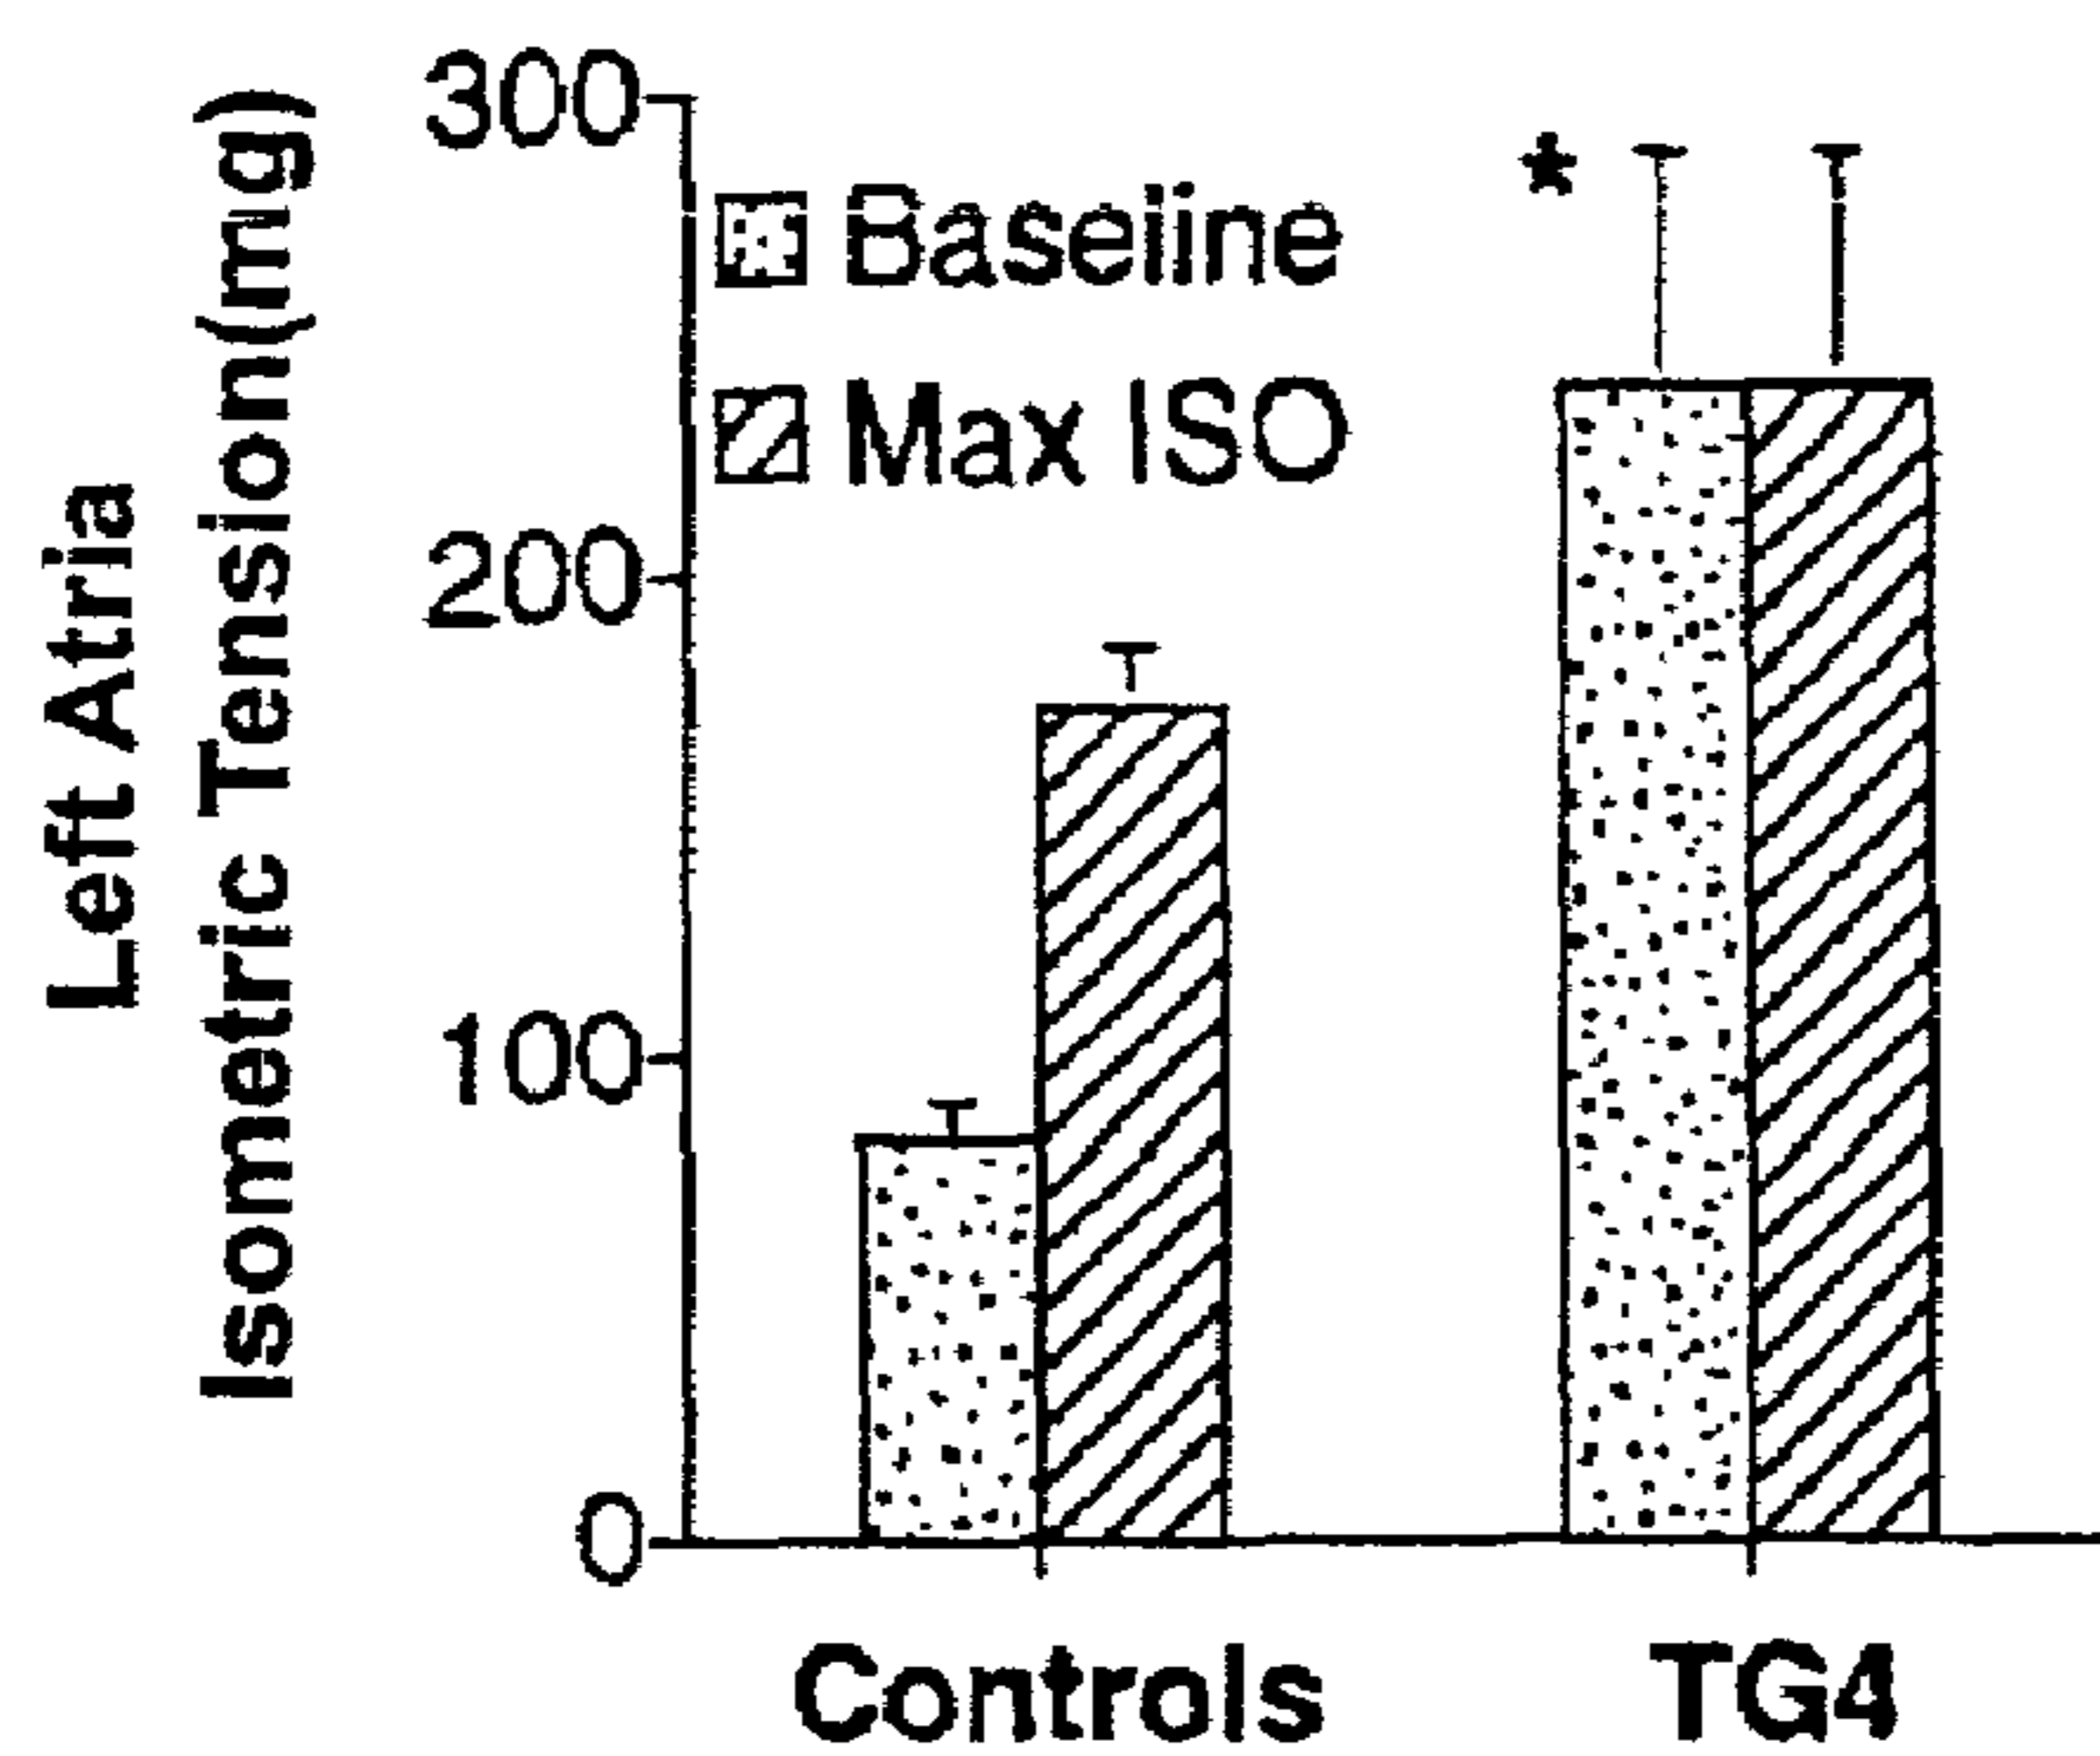 Left Atria
Isometric Tension(mg)
300
200
100
0
Baseline
Max ISO
*
Controls
TG4